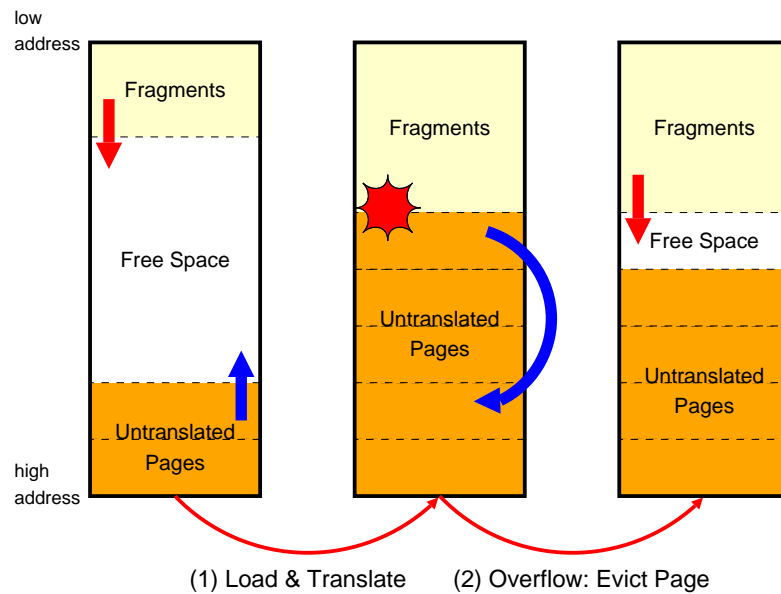 low
address
Fragments
Free Space
Untranslated
Pages
high
address
Fragments
Untranslated
Pages
Fragments
Free Space
Untranslated
Pages
(1) Load & Translate
(2) Overflow: Evict Page